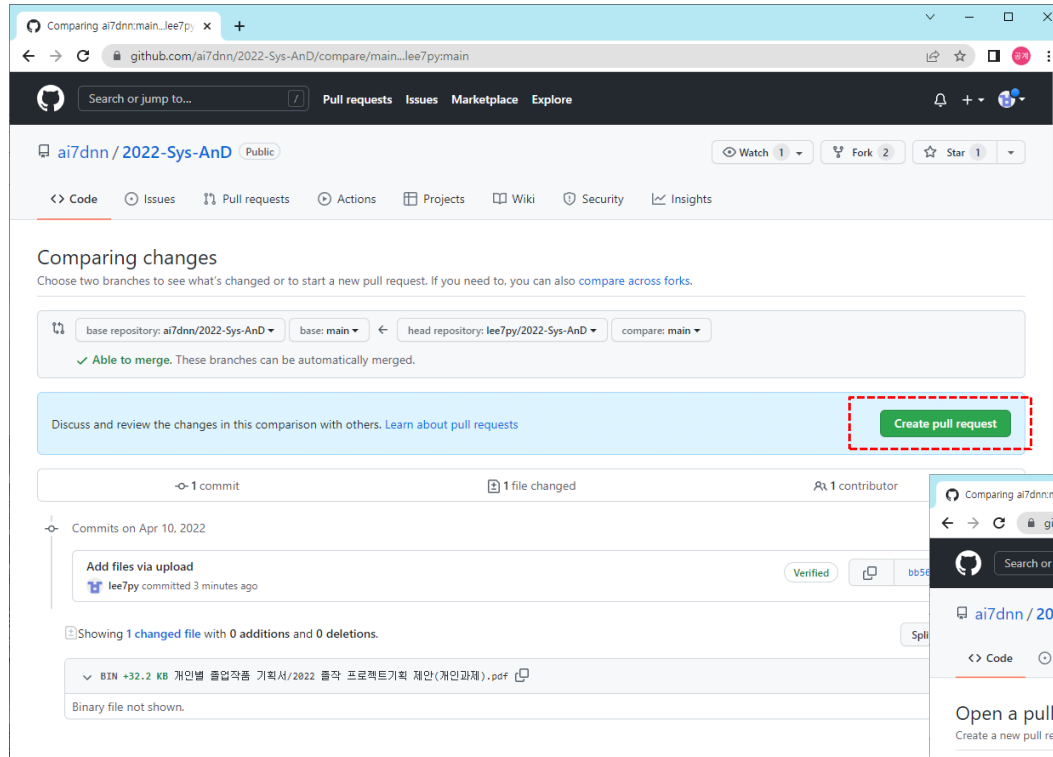 Comparing ai7dnn:main...lee7py
github.com/ai7dnn/2022-Sys-AnD/compare/main...lee7py:main
공계
Search or jump to... / Pull requests Issues Marketplace Explore
ai7dnn / 2022-Sys-AnD Public Watch 1 Fork 2 Star 1
Code Issues Pull requests Actions Projects Wiki Security Insights
Comparing changes
Choose two branches to see what's changed or to start a new pull request. If you need to, you can also compare across forks.
base repository: ai7dnn/2022-Sys-AnD base: main head repository: lee7py/2022-Sys-AnD compare: main
Able to merge. These branches can be automatically merged.
Discuss and review the changes in this comparison with others. Learn about pull requests Create pull request
1 commit 1 file changed 1 contributor
Commits on Apr 10, 2022
Add files via upload
lee7py committed 3 minutes ago
Verified bb56
Showing 1 changed file with 0 additions and 0 deletions.
Spli
BIN +32.2 KB 개인별 졸업작품 기획서/2022 졸작 프로젝트기획 제안(개인과제).pdf
Binary file not shown.
Comparing ai7dnn:m
gi
Search or
ai7dnn / 20
Code
Open a pull
Create a new pull re